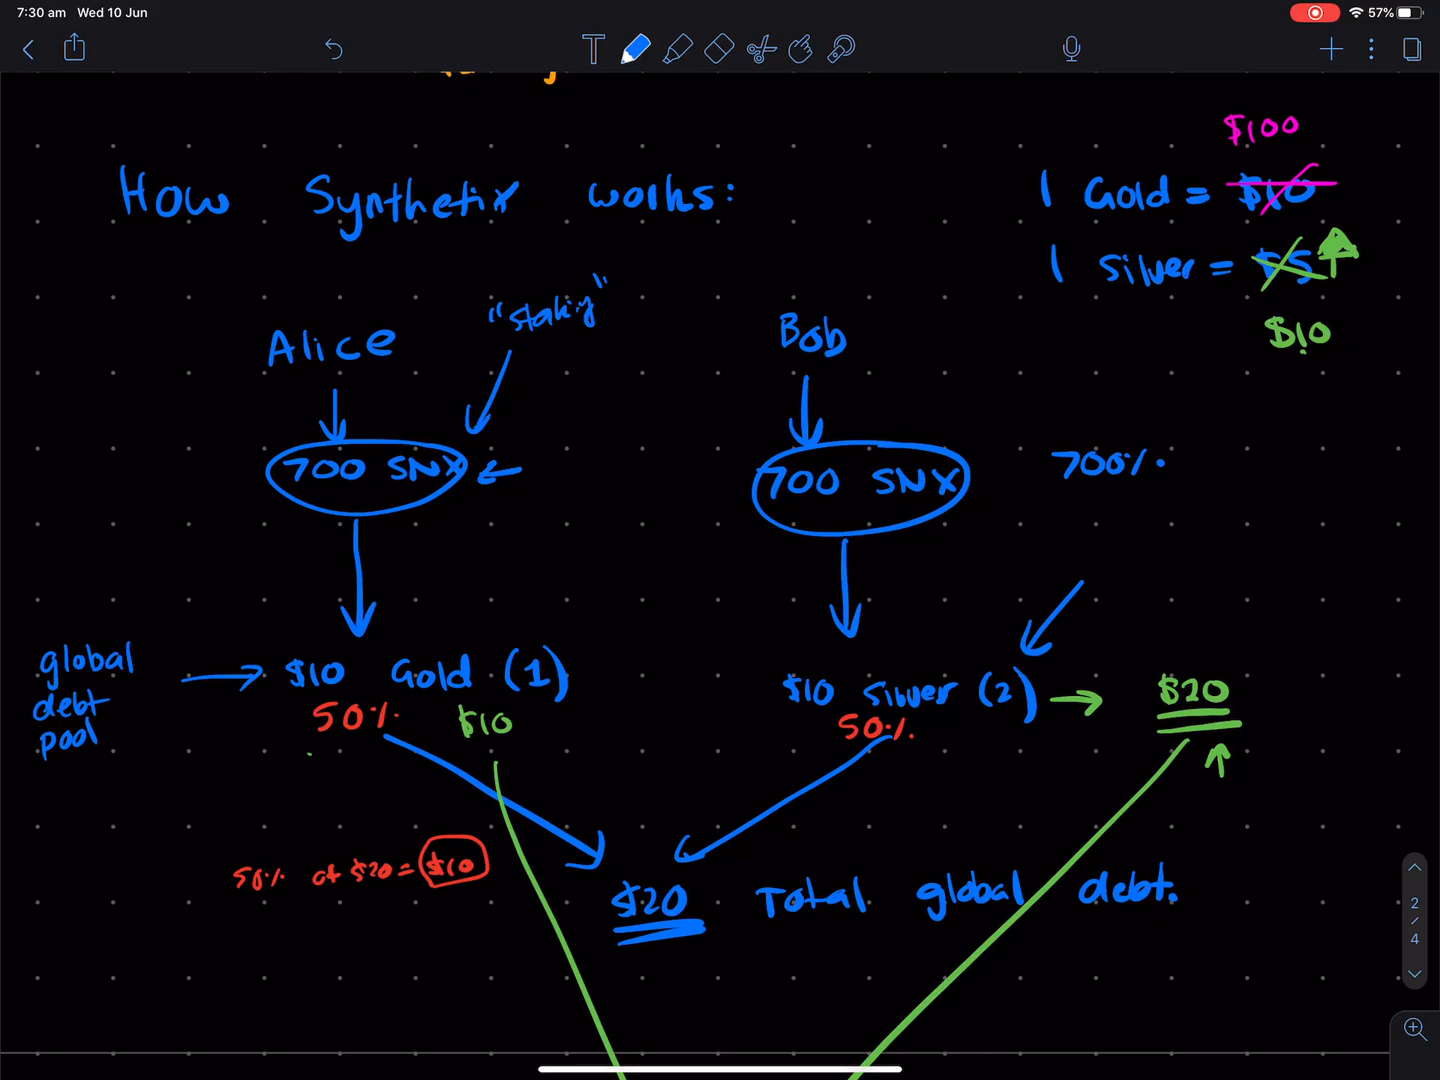 7:30 am Wed 10 Jun
57%
$100
How Synthetix works:
1 Gold = $10
1 Silver = $5
$10
"staking"
Alice
Bob
700 SNX
700 SNX
700%
global
debt
pool
$10 Gold (1)
50%
$10
$10 Silver (2)
50%
$20
50% of $20 = $10
$20 Total global debt.
2
/
4